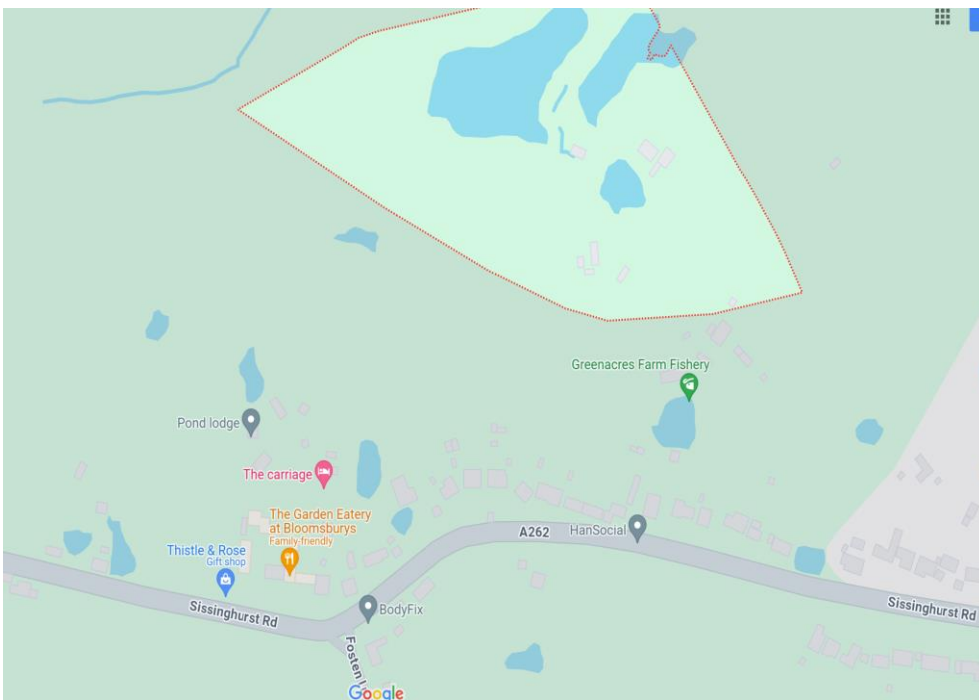 Greenacres Farm Fishery
Pond lodge
The carriage
The Garden Eatery
at Bloomsburys
Family-friendly
A262
HanSocial
Thistle & Rose
Gift shop
Sissinghurst Rd
BodyFix
Sissinghurst Rd
Fosten
Google